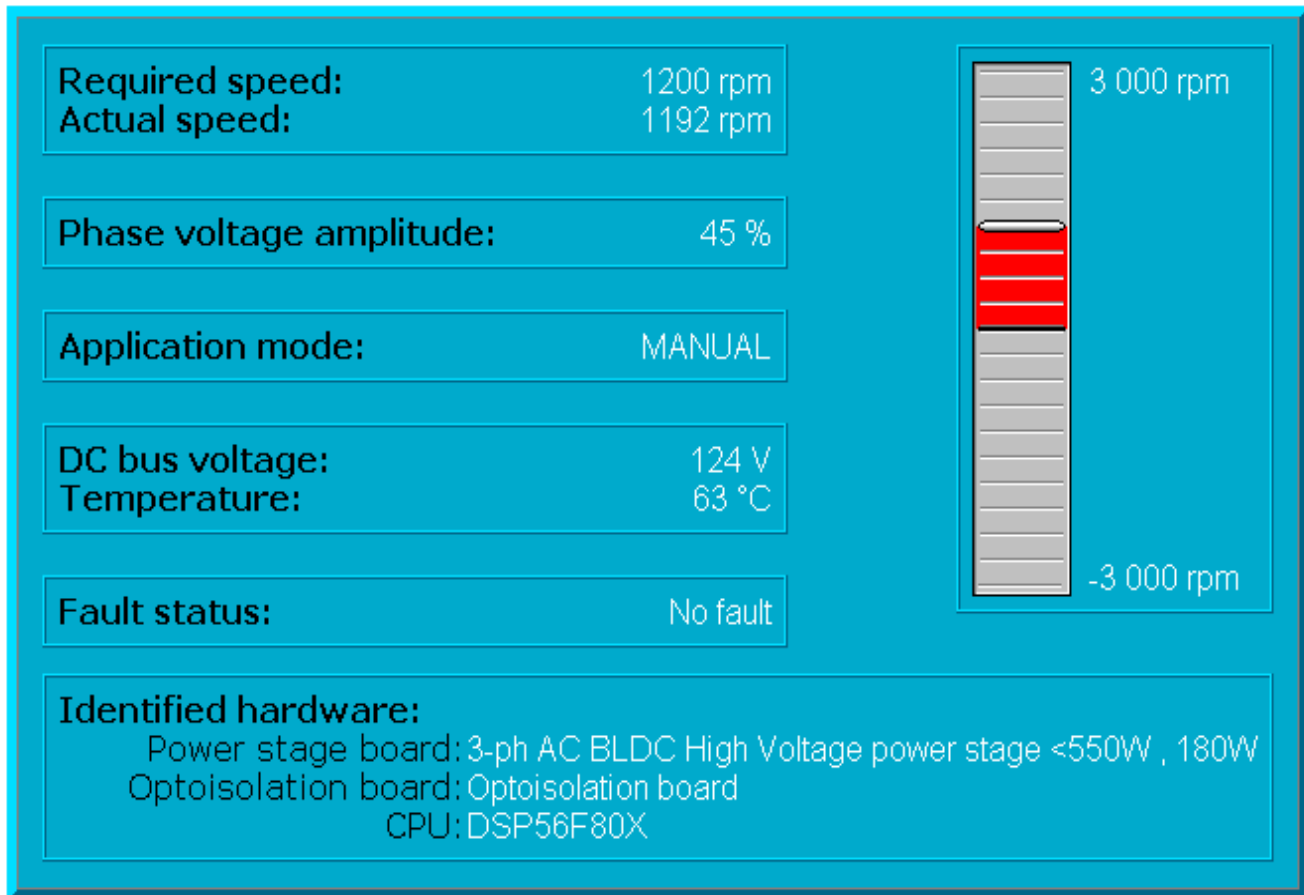 Required speed: 1200 rpm
Actual speed: 1192 rpm
3 000 rpm
Phase voltage amplitude: 45 %
Application mode: MANUAL
DC bus voltage: 124 V
Temperature: 63 °C
-3 000 rpm
Fault status: No fault
Identified hardware:
Power stage board: 3-ph AC BLDC High Voltage power stage <550W , 180W
Optoisolation board: Optoisolation board
CPU: DSP56F80X